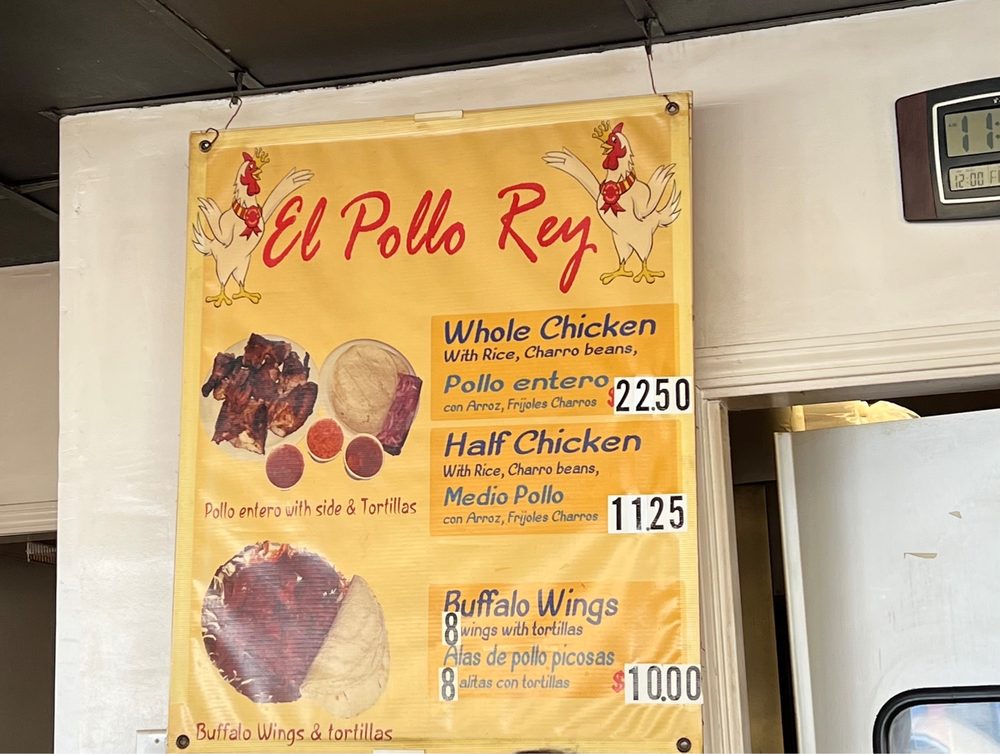 El Pollo Rey
Whole Chicken
With Rice, Charro beans,
Pollo entero
con Arroz, Frijoles Charros $22.50
Half Chicken
With Rice, Charro beans,
Medio Pollo
con Arroz, Frijoles Charros 11.25
Pollo entero with side & Tortillas
Buffalo Wings
8 wings with tortillas
Alas de pollo picosas
8 alitas con tortillas $10.00
Buffalo Wings & tortillas
12:00